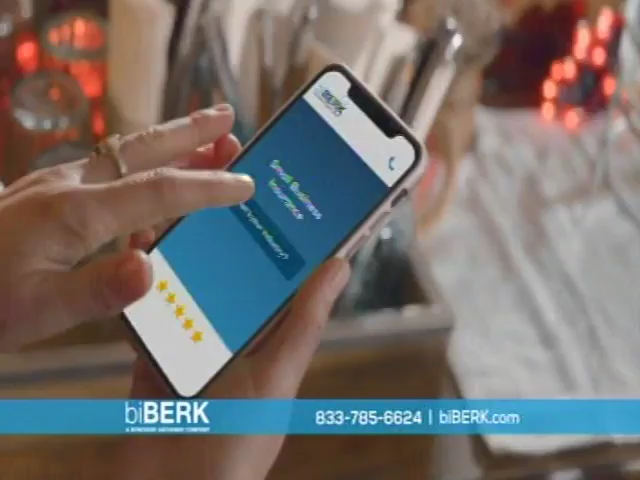 Small Business
Insurance
biBERK
833-785-6624 | biBERK.com
A BERKSHIRE HATHAWAY COMPANY